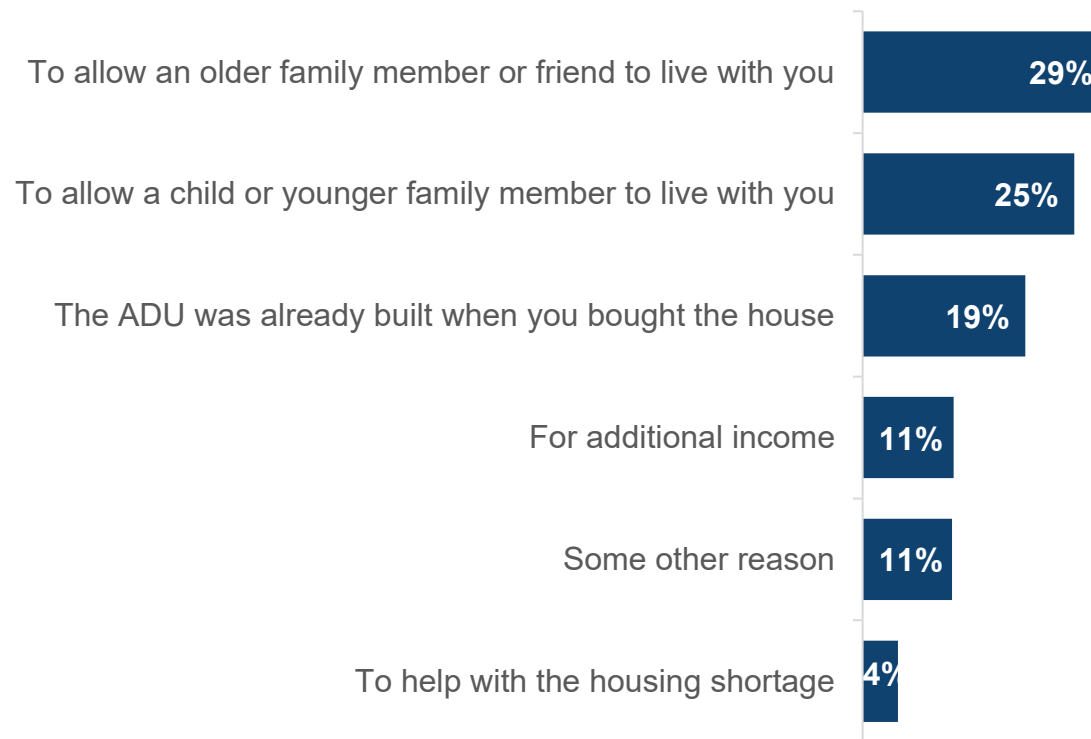 To allow an older family member or friend to live with you 29%
To allow a child or younger family member to live with you 25%
The ADU was already built when you bought the house 19%
For additional income 11%
Some other reason 11%
To help with the housing shortage 4%